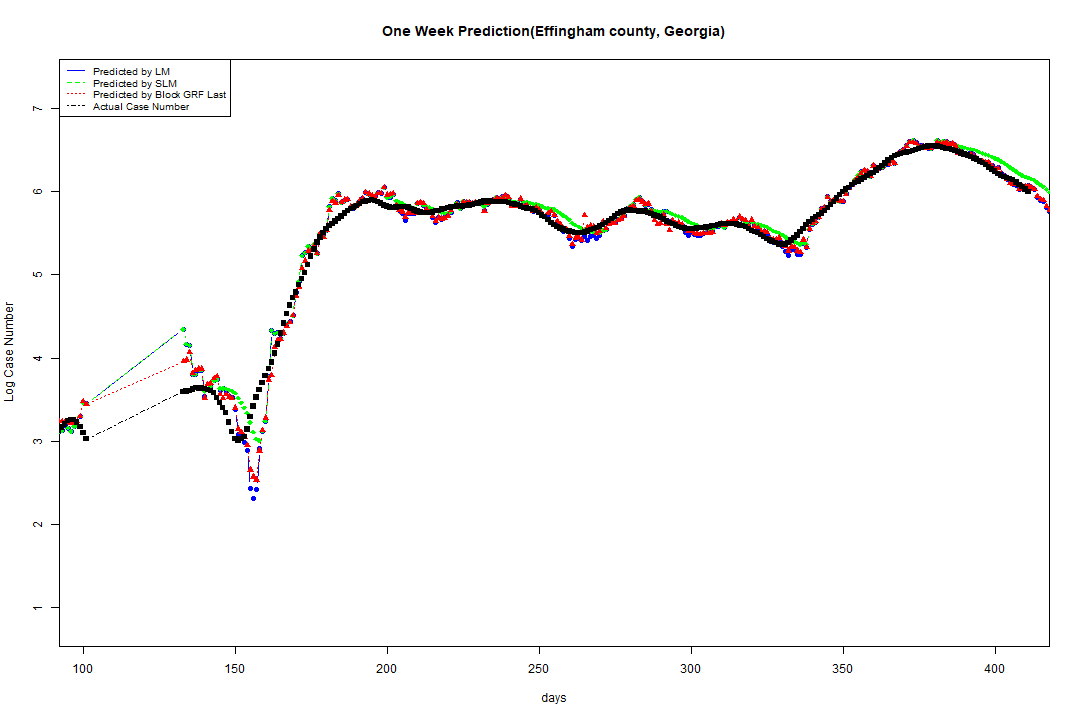 One Week Prediction(Effingham county, Georgia)
Predicted by LM
Predicted by SLM
Predicted by Block GRF Last
Actual Case Number
7
6
5
4
3
2
1
Log Case Number
100 150 200 250 300 350 400
days